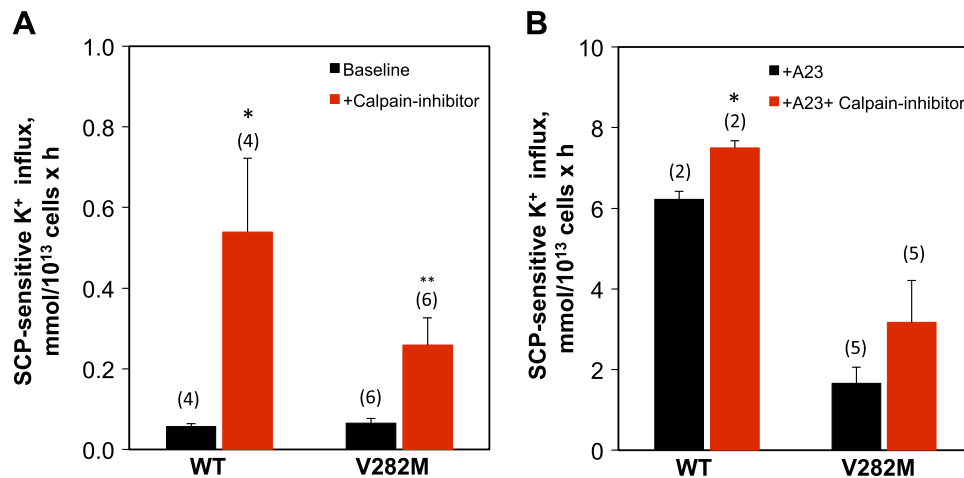 A
SCP-sensitive K⁺ influx,
mmol/10¹³ cells x h
1.0
0.8
0.6
0.4
0.2
0.0
Baseline
+Calpain-inhibitor
*
(4)
(4)
**
(6)
(6)
WT
V282M
B
SCP-sensitive K⁺ influx,
mmol/10¹³ cells x h
10
8
6
4
2
0
+A23
+A23+ Calpain-inhibitor
*
(2)
(2)
(5)
(5)
WT
V282M